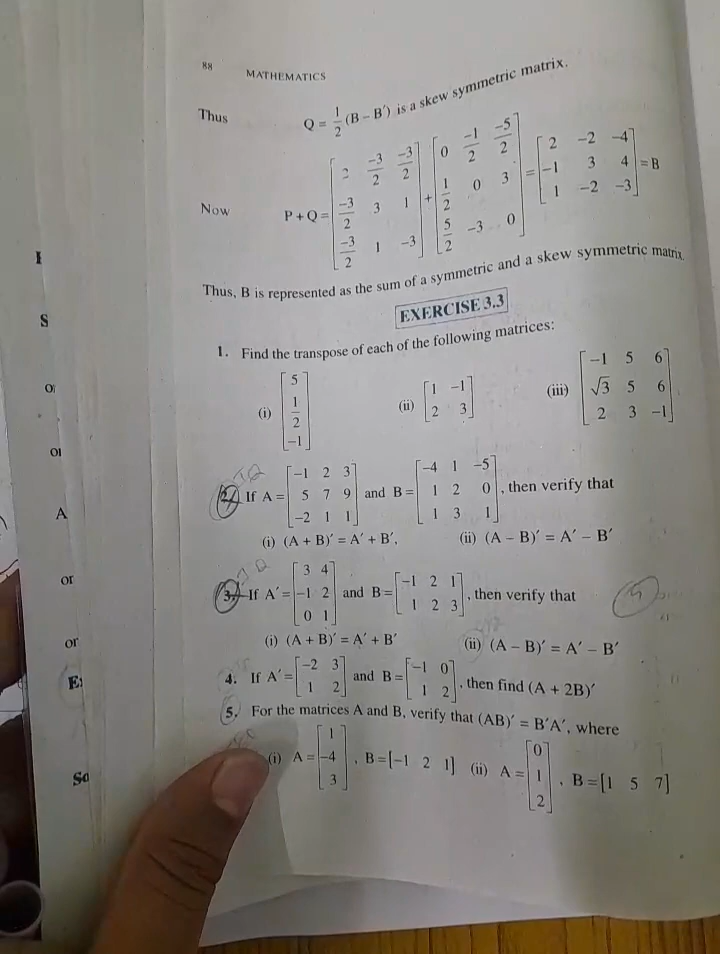 88
MATHEMATICS
Thus Q = 1/2 (B – B′) is a skew symmetric matrix.
Now P + Q = [2 -3/2 -3/2; -3/2 3 1; -3/2 1 -3] + [0 -1/2 -5/2; 1/2 0 3; 5/2 -3 0] = [2 -2 -4; -1 3 4; 1 -2 -3] = B
Thus, B is represented as the sum of a symmetric and a skew symmetric matrix.
EXERCISE 3.3
1. Find the transpose of each of the following matrices:
(i) [5; 1/2; -1] (ii) [1 -1; 2 3] (iii) [-1 5 6; √3 5 6; 2 3 -1]
2. If A = [-1 2 3; 5 7 9; -2 1 1] and B = [-4 1 -5; 1 2 0; 1 3 1], then verify that
(i) (A + B)′ = A′ + B′, (ii) (A – B)′ = A′ – B′
3. If A′ = [3 4; -1 2; 0 1] and B = [-1 2 1; 1 2 3], then verify that
(i) (A + B)′ = A′ + B′ (ii) (A – B)′ = A′ – B′
4. If A′ = [-2 3; 1 2] and B = [-1 0; 1 2], then find (A + 2B)′
5. For the matrices A and B, verify that (AB)′ = B′A′, where
(i) A = [1; -4; 3], B = [-1 2 1] (ii) A = [0; 1; 2], B = [1 5 7]
S
or
A
or
or